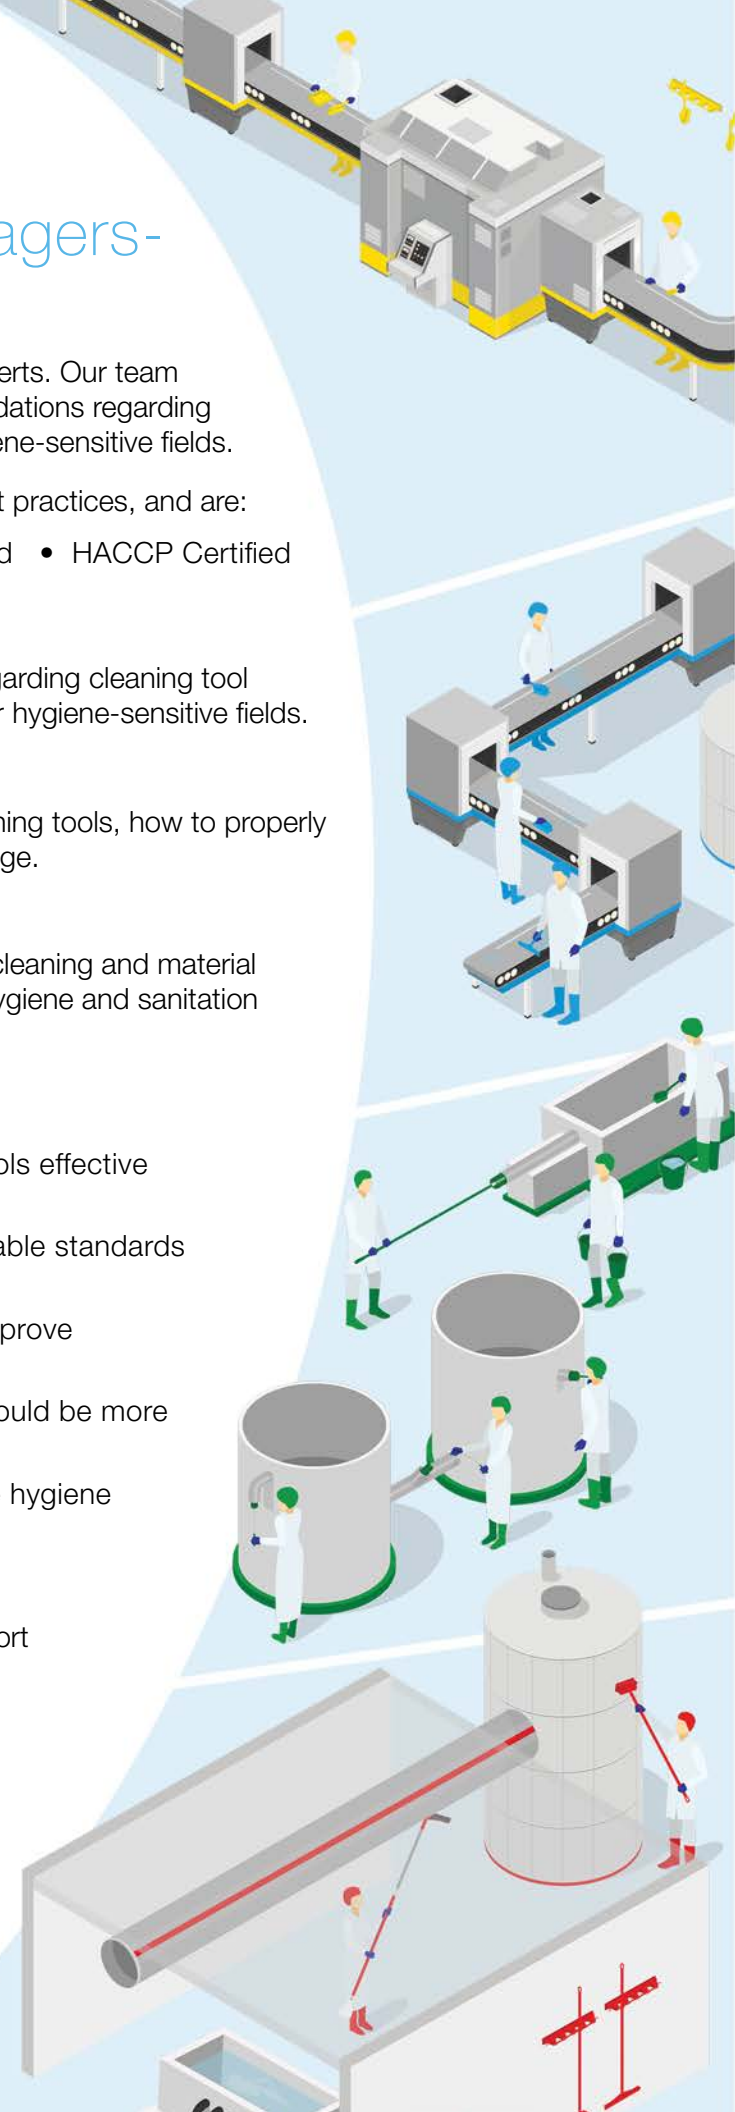 agers-
erts. Our team
dations regarding
ene-sensitive fields.
t practices, and are:
d • HACCP Certified
garding cleaning tool
r hygiene-sensitive fields.
ning tools, how to properly
ge.
cleaning and material
ygiene and sanitation
ols effective
able standards
prove
ould be more
hygiene
ort